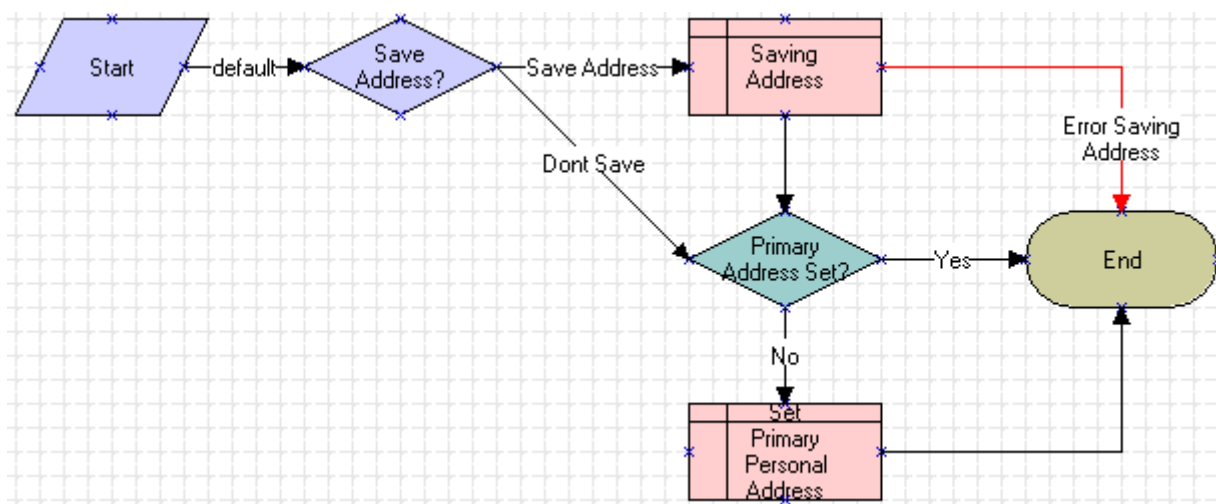 Start
default
Save
Address?
Save Address
Saving
Address
Error Saving
Address
Dont Save
Primary
Address Set?
Yes
End
No
Set
Primary
Personal
Address